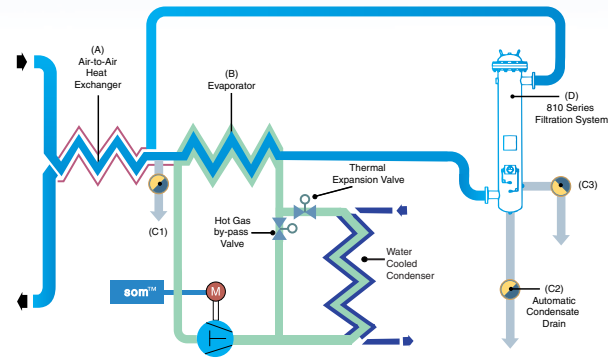 (A)
Air-to-Air
Heat
Exchanger
(B)
Evaporator
(D)
810 Series
Filtration System
Thermal
Expansion Valve
(C3)
(C1)
Hot Gas
by-pass
Valve
Water
Cooled
Condenser
som™
M
(C2)
Automatic
Condensate
Drain